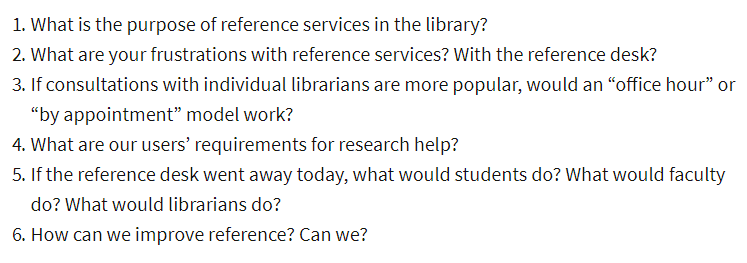 1. What is the purpose of reference services in the library?
2. What are your frustrations with reference services? With the reference desk?
3. If consultations with individual librarians are more popular, would an “office hour” or
“by appointment” model work?
4. What are our users’ requirements for research help?
5. If the reference desk went away today, what would students do? What would faculty
do? What would librarians do?
6. How can we improve reference? Can we?